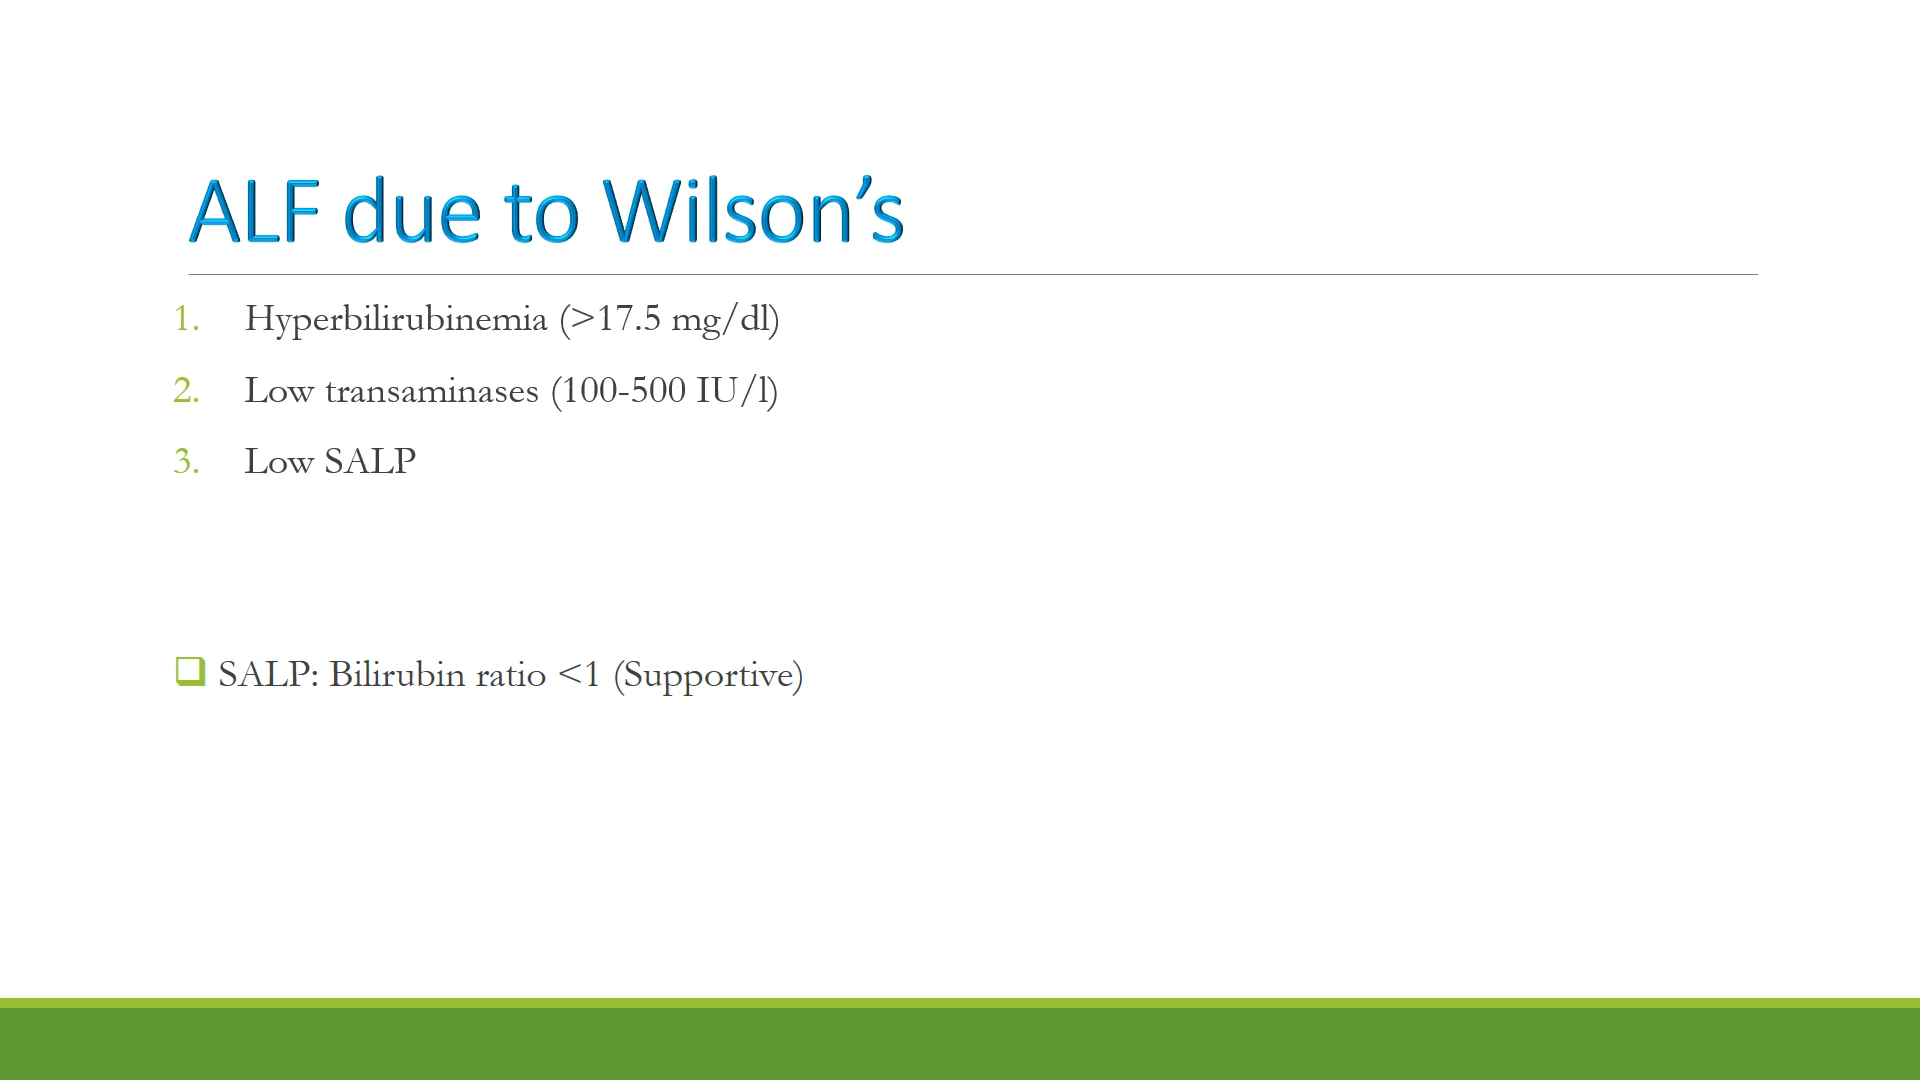 ALF due to Wilson’s
1. Hyperbilirubinemia (>17.5 mg/dl)
2. Low transaminases (100-500 IU/l)
3. Low SALP
SALP: Bilirubin ratio <1 (Supportive)